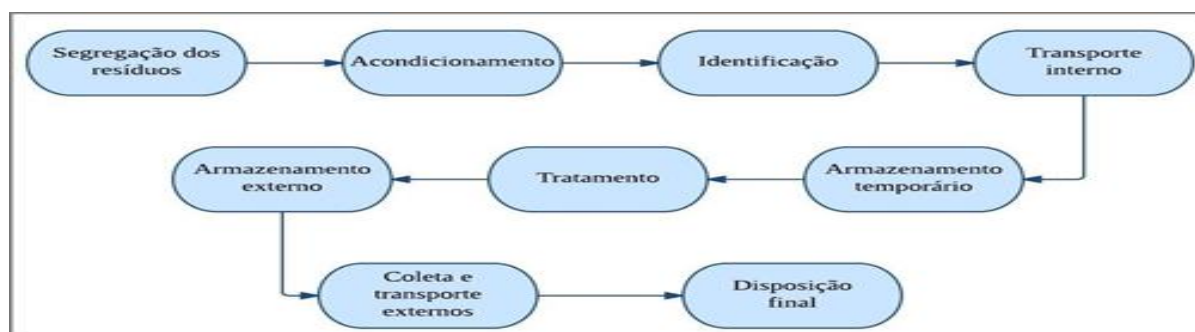 Segregação dos
resíduos
Acondicionamento
Identificação
Transporte
interno
Armazenamento
temporário
Tratamento
Armazenamento
externo
Coleta e
transporte
externos
Disposição
final